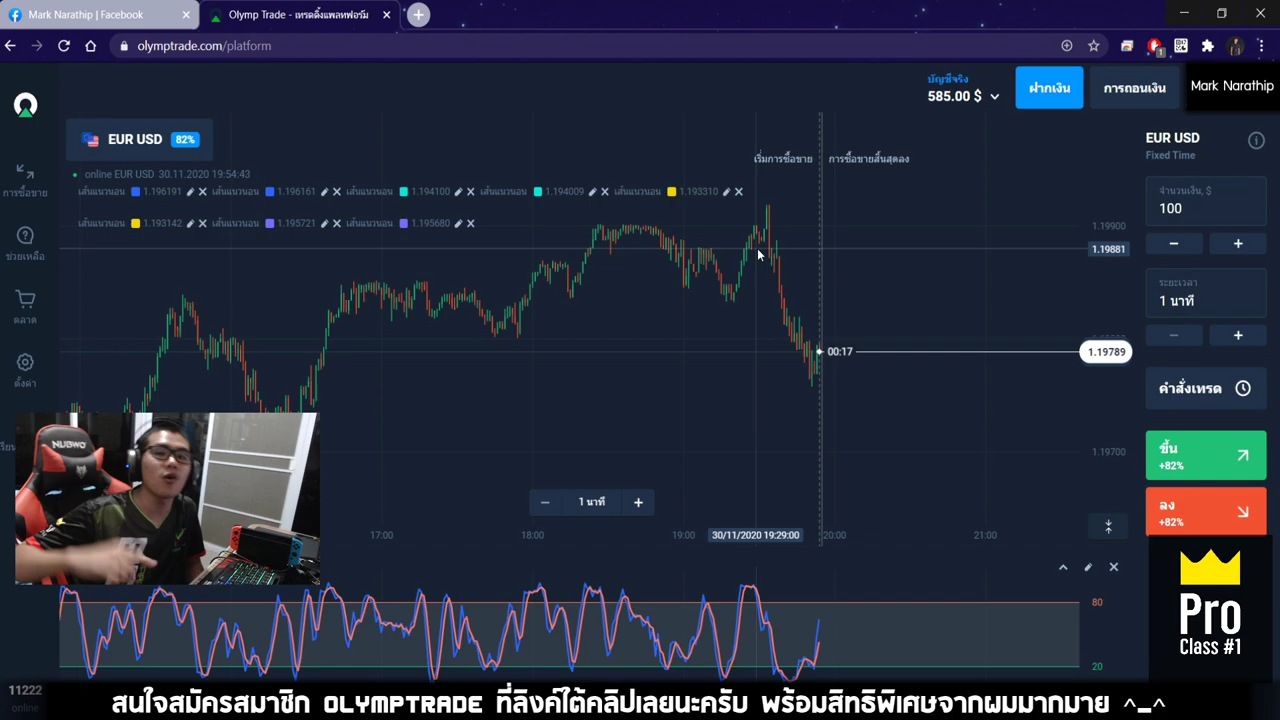 Mark Narathip | Facebook
Olymp Trade - เทรดดิ้งแพลทฟอร์ม
olymptrade.com/platform
1
บัญชีจริง
585.00 $
ฝากเงิน
การถอนเงิน
Mark Narathip
EUR USD 82%
online EUR USD 30.11.2020 19:54:43
เส้นแนวนอน 1.196191 เส้นแนวนอน 1.196161 เส้นแนวนอน 1.194100 เส้นแนวนอน 1.194009 เส้นแนวนอน 1.193310
เส้นแนวนอน 1.193142 เส้นแนวนอน 1.195721 เส้นแนวนอน 1.195680
เริ่มการซื้อขาย
การซื้อขายสิ้นสุดลง
การซื้อขาย
ช่วยเหลือ
ตลาด
ตั้งค่า
1.19900
1.19881
00:17
1.19789
1.19700
1 นาที
17:00
18:00
19:00
30/11/2020 19:29:00
20:00
21:00
80
20
EUR USD
Fixed Time
จำนวนเงิน, $
100
ระยะเวลา
1 นาที
คำสั่งเทรด
ขึ้น
+82%
ลง
+82%
NUBWO
Pro
Class #1
11222
online
สนใจสมัครสมาชิก OLYMPTRADE ที่ลิงค์ใต้คลิปเลยนะครับ พร้อมสิทธิพิเศษจากผมมากมาย ^_^